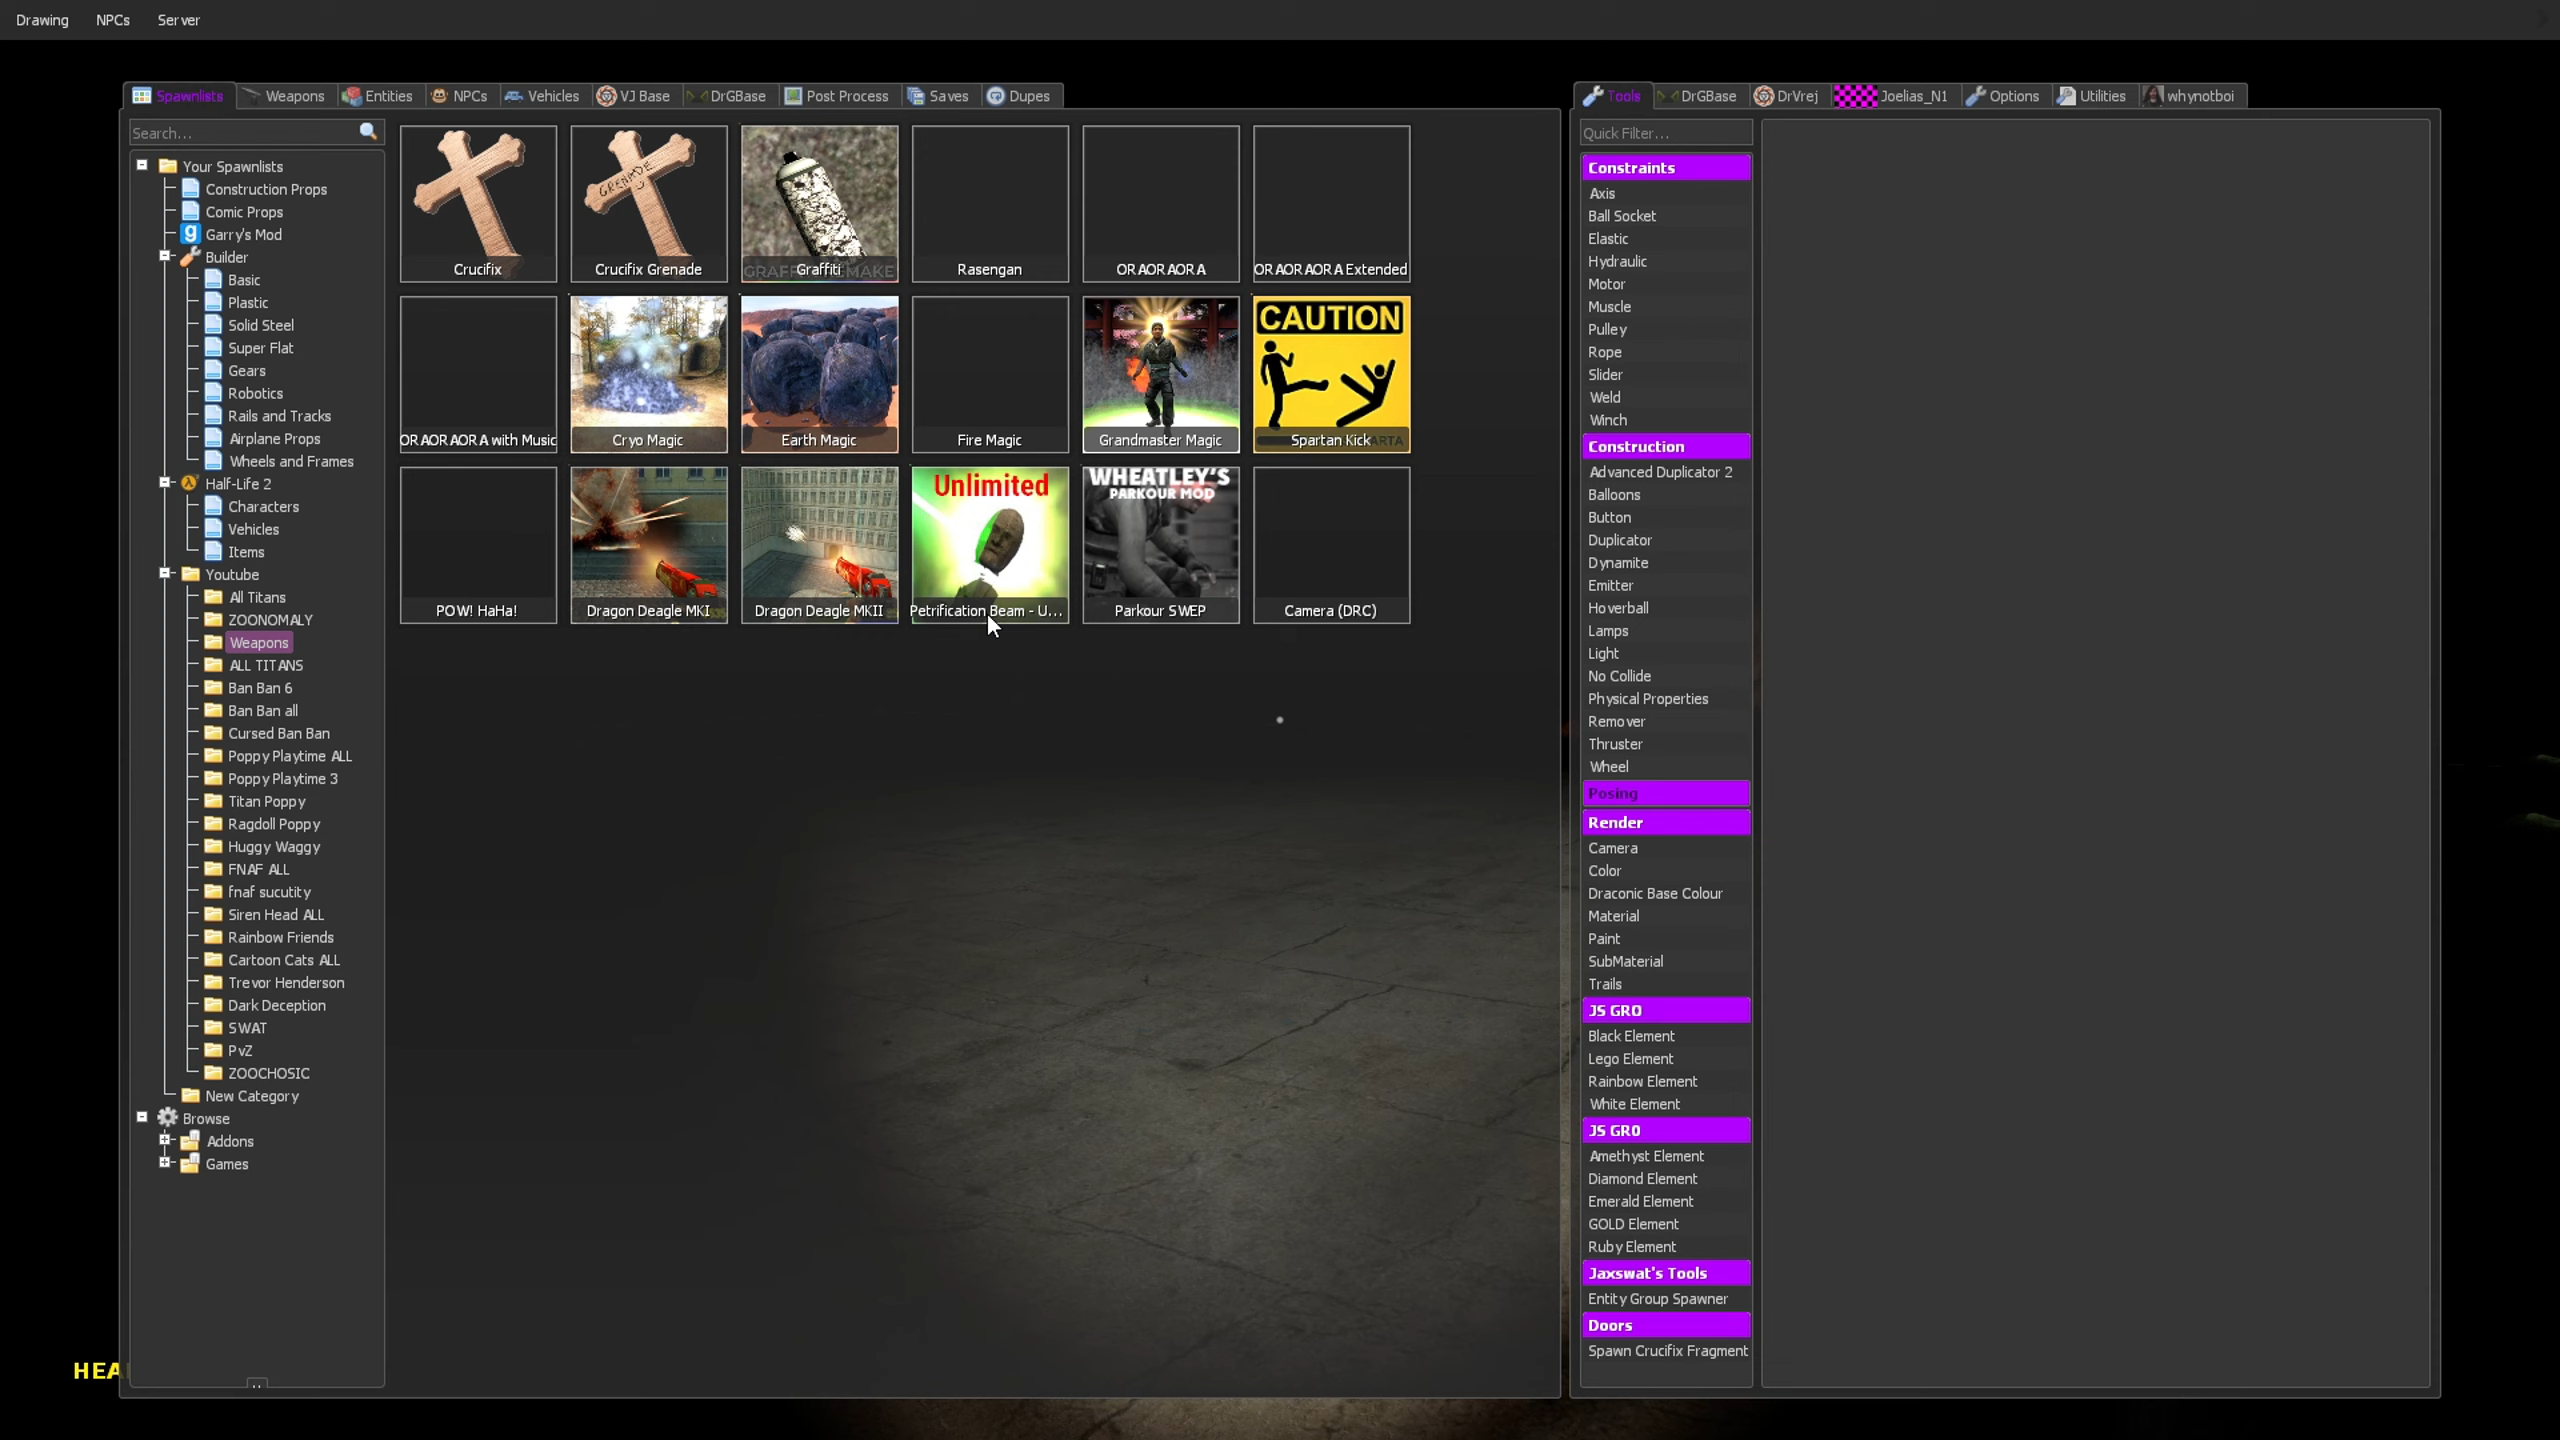 Drawing NPCs Server
Spawnlists Weapons Entities NPCs Vehicles VJ Base DrGBase Post Process Saves Dupes
Search...
Your Spawnlists
Construction Props
Comic Props
Garry's Mod
Builder
Basic
Plastic
Solid Steel
Super Flat
Gears
Robotics
Rails and Tracks
Airplane Props
Wheels and Frames
Half-Life 2
Characters
Vehicles
Items
Youtube
All Titans
ZOONOMALY
Weapons
ALL TITANS
Ban Ban 6
Ban Ban all
Cursed Ban Ban
Poppy Playtime ALL
Poppy Playtime 3
Titan Poppy
Ragdoll Poppy
Huggy Waggy
FNAF ALL
fnaf sucutity
Siren Head ALL
Rainbow Friends
Cartoon Cats ALL
Trevor Henderson
Dark Deception
SWAT
PvZ
ZOOCHOSIC
New Category
Browse
Addons
Games
HEA
GRENADE
Crucifix Crucifix Grenade Graffiti Rasengan ORAORAORA ORAORAORA Extended
CAUTION
ORAORAORA with Music Cryo Magic Earth Magic Fire Magic Grandmaster Magic Spartan Kick
Unlimited
WHEATLEY'S
PARKOUR MOD
POW! HaHa! Dragon Deagle MKI Dragon Deagle MKII Petrification Beam - U... Parkour SWEP Camera (DRC)
Tools DrGBase DrVrej Joelias_N1 Options Utilities whynotboi
Quick Filter...
Constraints
Axis
Ball Socket
Elastic
Hydraulic
Motor
Muscle
Pulley
Rope
Slider
Weld
Winch
Construction
Advanced Duplicator 2
Balloons
Button
Duplicator
Dynamite
Emitter
Hoverball
Lamps
Light
No Collide
Physical Properties
Remover
Thruster
Wheel
Posing
Render
Camera
Color
Draconic Base Colour
Material
Paint
SubMaterial
Trails
JS GRO
Black Element
Lego Element
Rainbow Element
White Element
JS GRO
Amethyst Element
Diamond Element
Emerald Element
GOLD Element
Ruby Element
Jaxswat's Tools
Entity Group Spawner
Doors
Spawn Crucifix Fragment